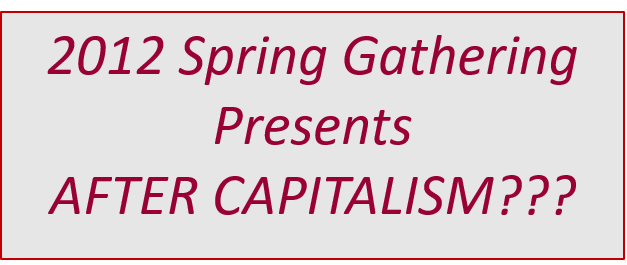 2012 Spring Gathering
Presents
AFTER CAPITALISM???